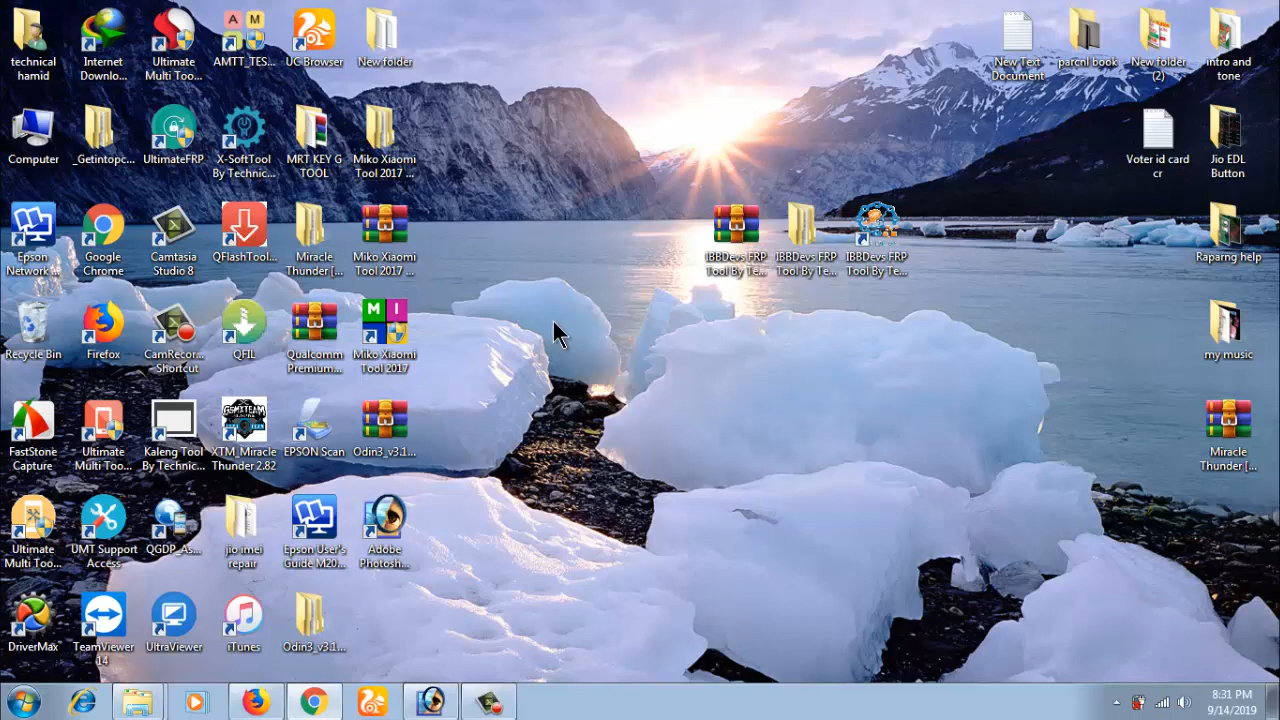 technical
hamid
Internet
Downlo...
Ultimate
Multi Too...
A M
AMTT_TES...
UC Browser
New folder
New Text
Document
parcnl book
New folder
(2)
intro and
tone
Computer
_Getintopc...
UltimateFRP
X-SoftTool
By Technic...
MRT KEY G
TOOL
Miko Xiaomi
Tool 2017 ...
Voter id card
cr
Jio EDL
Button
Epson
Network ...
Google
Chrome
Camtasia
Studio 8
QFlashTool...
Miracle
Thunder [...
Miko Xiaomi
Tool 2017 ...
IBBDevs FRP
Tool By Te...
IBBDevs FRP
Tool By Te...
IBBDevs FRP
Tool By Te...
Raparng help
Recycle Bin
Firefox
CamRecor...
Shortcut
QFIL
Qualcomm
Premium...
M I
Miko Xiaomi
Tool 2017
my music
FastStone
Capture
Ultimate
Multi Too...
Kaleng Tool
By Technic...
GSMXTEAM
XTM_Miracle
Thunder 2.82
EPSON Scan
Odin3_v3.1...
Miracle
Thunder [...
Ultimate
Multi Too...
UMT Support
Access
QGDP_As...
jio imei
repair
Epson User's
Guide M20...
Adobe
Photosh...
DriverMax
TeamViewer
14
UltraViewer
iTunes
Odin3_v3.1...
8:31 PM
9/14/2019